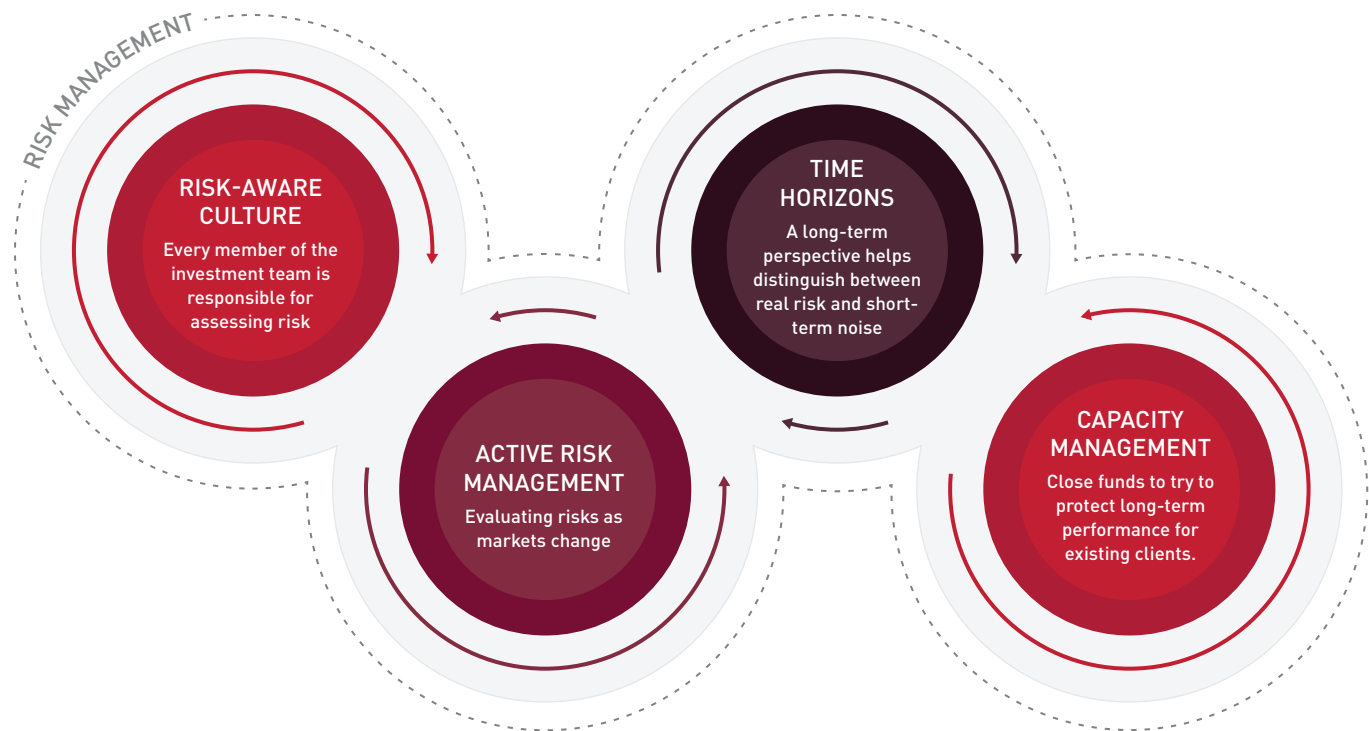 RISK MANAGEMENT
RISK-AWARE
CULTURE
Every member of the
investment team is
responsible for
assessing risk
ACTIVE RISK
MANAGEMENT
Evaluating risks as
markets change
TIME
HORIZONS
A long-term
perspective helps
distinguish between
real risk and short-
term noise
CAPACITY
MANAGEMENT
Close funds to try to
protect long-term
performance for
existing clients.